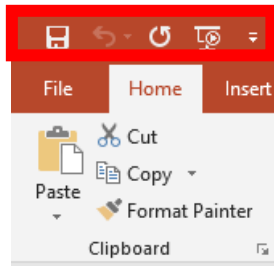 File Home Insert
Cut
Copy
Paste
Format Painter
Clipboard